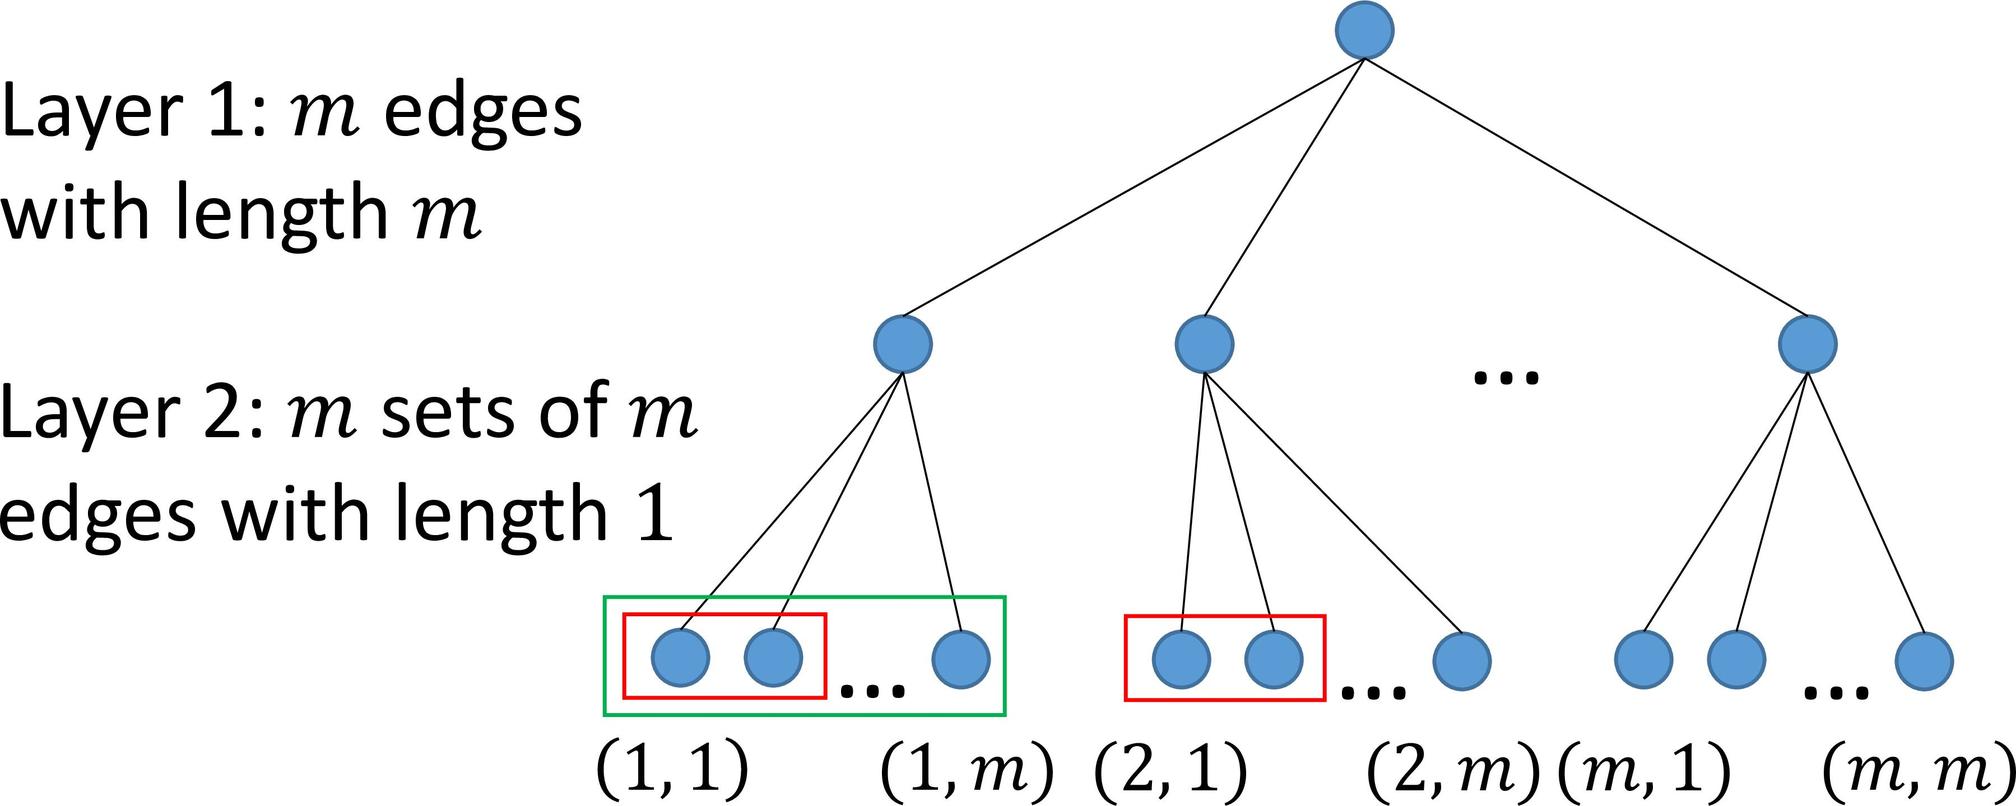 Layer 1: m edges
with length m
Layer 2: m sets of m
edges with length 1
...
... ... ...
(1, 1) (1, m) (2, 1) (2, m) (m, 1) (m, m)